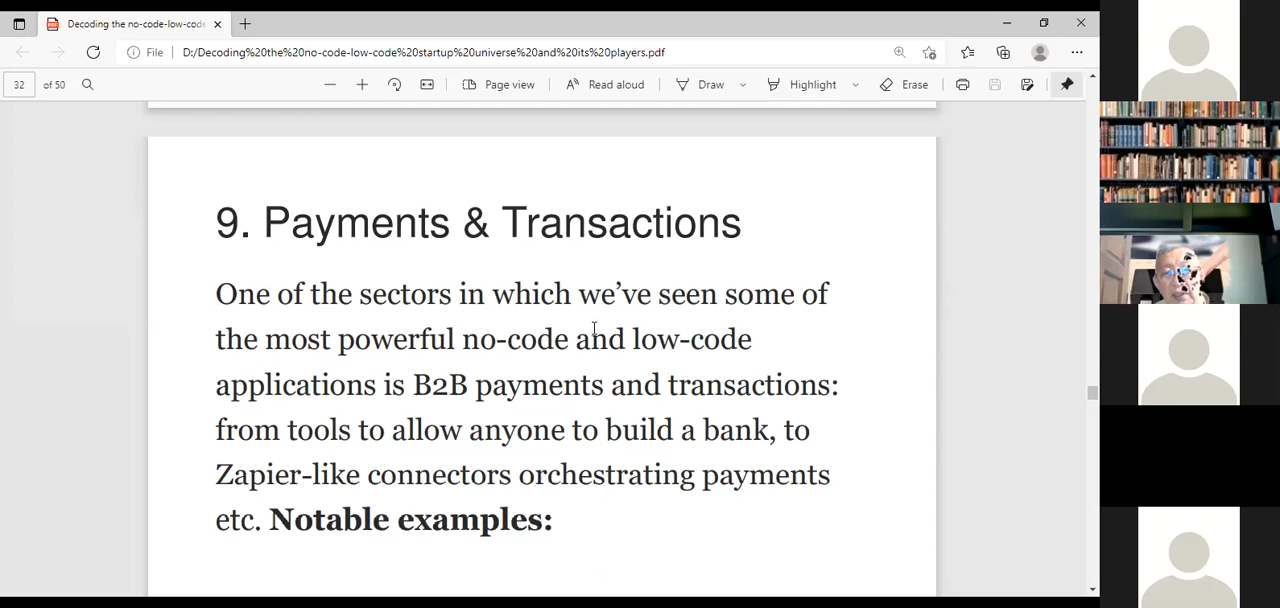 Decoding the no-code-low-code
File
D:/Decoding%20the%20no-code-low-code%20startup%20universe%20and%20its%20players.pdf
32 of 50
Page view
Read aloud
Draw
Highlight
Erase
9. Payments & Transactions
One of the sectors in which we've seen some of
the most powerful no-code and low-code
applications is B2B payments and transactions:
from tools to allow anyone to build a bank, to
Zapier-like connectors orchestrating payments
etc. Notable examples: